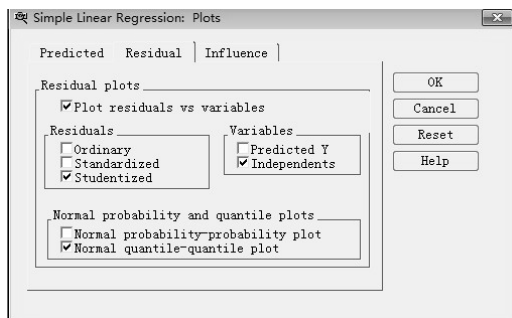 Simple Linear Regression: Plots
Predicted Residual Influence
Residual plots
Plot residuals vs variables
Residuals
Ordinary
Standardized
Studentized
Variables
Predicted Y
Independents
Normal probability and quantile plots
Normal probability-probability plot
Normal quantile-quantile plot
OK
Cancel
Reset
Help